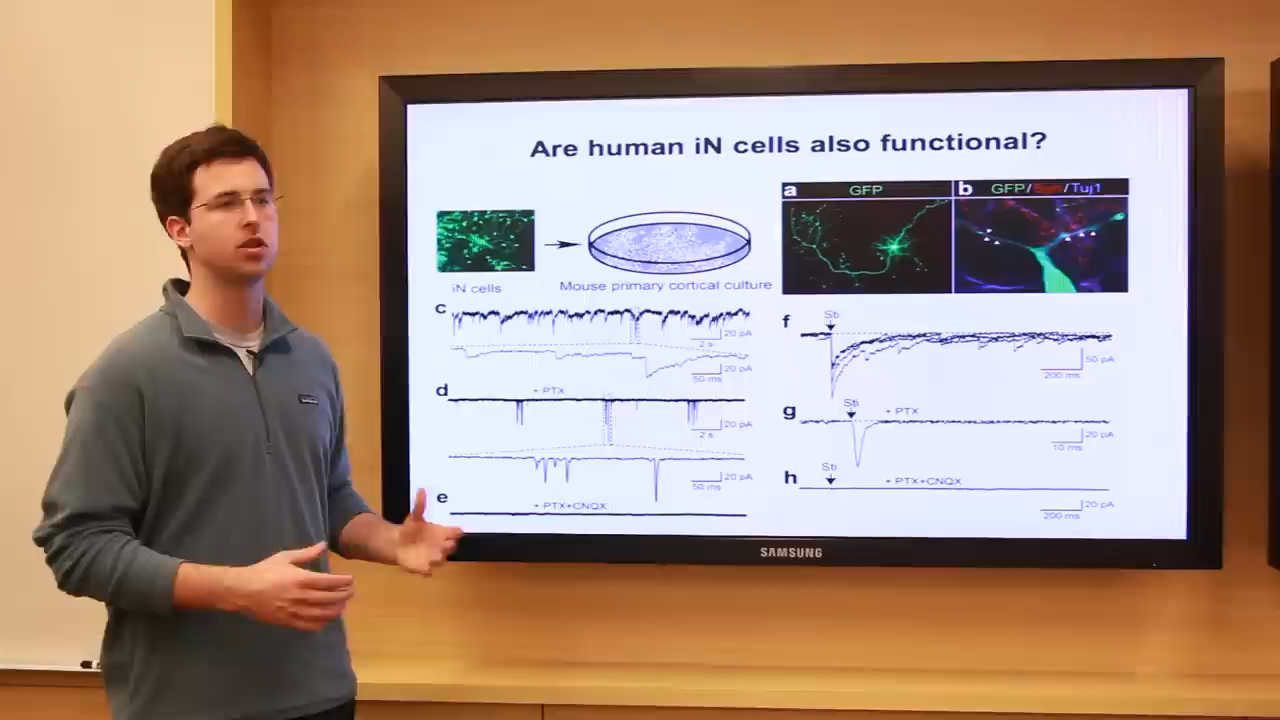 Are human iN cells also functional?
iN cells
Mouse primary cortical culture
a GFP
b GFP/Syn/Tuj1
c
20 pA
2 s
20 pA
50 ms
d + PTX
20 pA
2 s
20 pA
50 ms
e + PTX+CNQX
f Sti.
50 pA
200 ms
g Sti. + PTX
20 pA
10 ms
h Sti. + PTX+CNQX
20 pA
200 ms
SAMSUNG